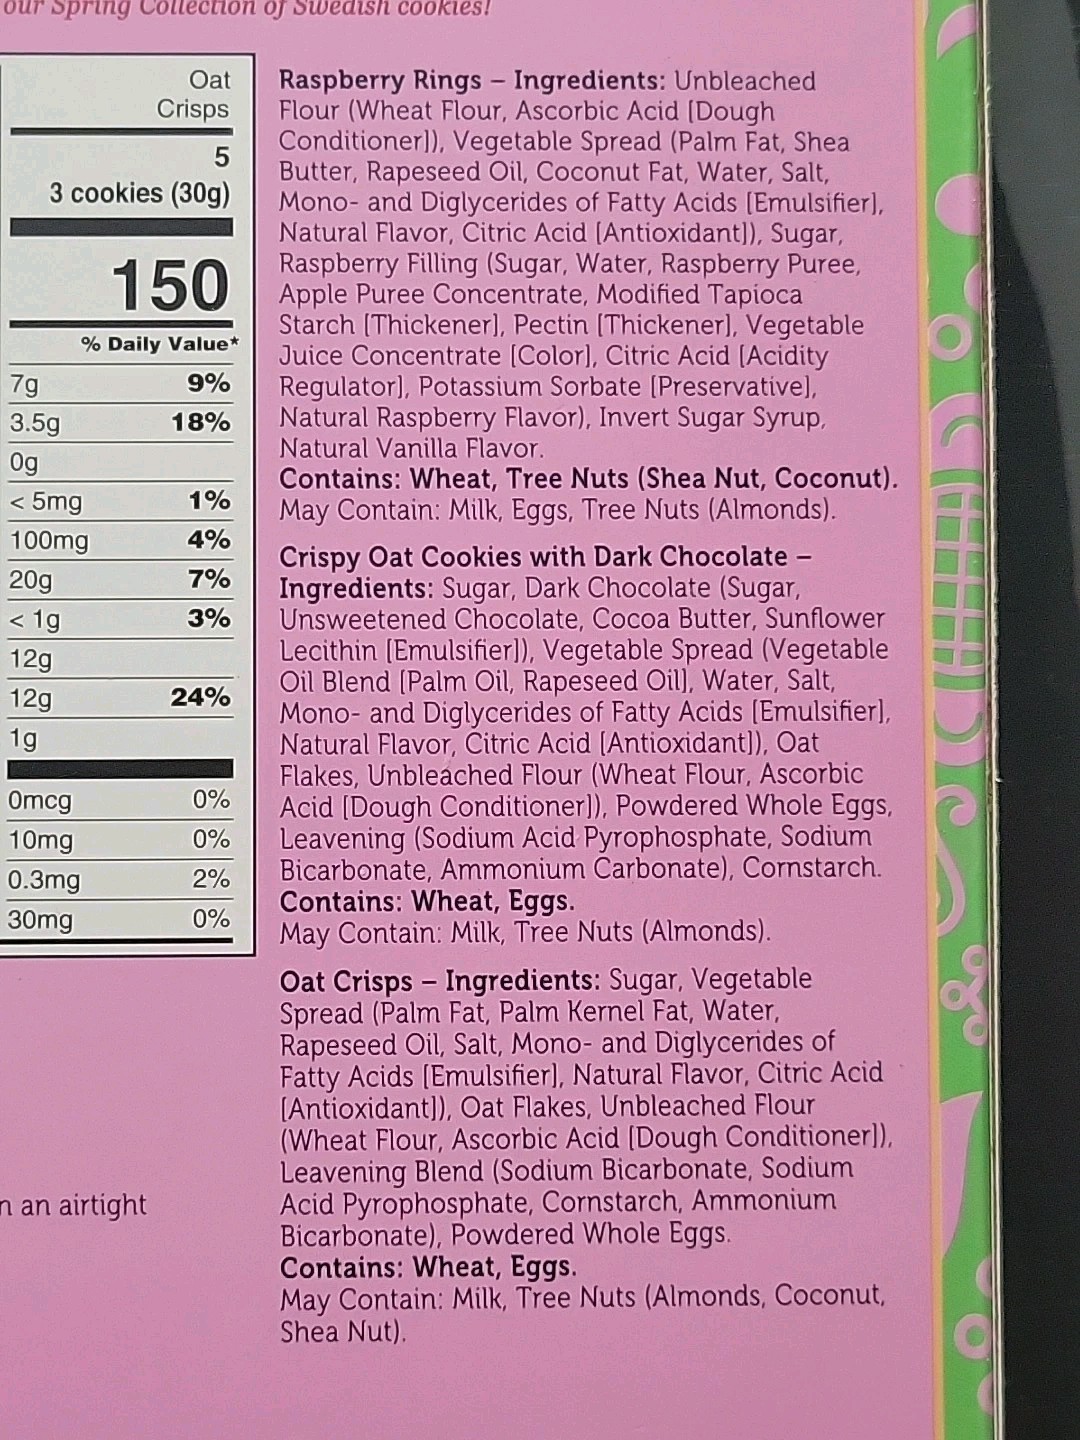 our Spring Collection of Swedish cookies!
Oat
Crisps
5
3 cookies (30g)
150
% Daily Value*
7g 9%
3.5g 18%
0g
< 5mg 1%
100mg 4%
20g 7%
< 1g 3%
12g
12g 24%
1g
0mcg 0%
10mg 0%
0.3mg 2%
30mg 0%
n an airtight
Raspberry Rings – Ingredients: Unbleached
Flour (Wheat Flour, Ascorbic Acid [Dough
Conditioner]), Vegetable Spread (Palm Fat, Shea
Butter, Rapeseed Oil, Coconut Fat, Water, Salt,
Mono- and Diglycerides of Fatty Acids [Emulsifier],
Natural Flavor, Citric Acid [Antioxidant]), Sugar,
Raspberry Filling (Sugar, Water, Raspberry Puree,
Apple Puree Concentrate, Modified Tapioca
Starch [Thickener], Pectin [Thickener], Vegetable
Juice Concentrate [Color], Citric Acid [Acidity
Regulator], Potassium Sorbate [Preservative],
Natural Raspberry Flavor), Invert Sugar Syrup,
Natural Vanilla Flavor.
Contains: Wheat, Tree Nuts (Shea Nut, Coconut).
May Contain: Milk, Eggs, Tree Nuts (Almonds).
Crispy Oat Cookies with Dark Chocolate –
Ingredients: Sugar, Dark Chocolate (Sugar,
Unsweetened Chocolate, Cocoa Butter, Sunflower
Lecithin [Emulsifier]), Vegetable Spread (Vegetable
Oil Blend [Palm Oil, Rapeseed Oil], Water, Salt,
Mono- and Diglycerides of Fatty Acids [Emulsifier],
Natural Flavor, Citric Acid [Antioxidant]), Oat
Flakes, Unbleached Flour (Wheat Flour, Ascorbic
Acid [Dough Conditioner]), Powdered Whole Eggs,
Leavening (Sodium Acid Pyrophosphate, Sodium
Bicarbonate, Ammonium Carbonate), Cornstarch.
Contains: Wheat, Eggs.
May Contain: Milk, Tree Nuts (Almonds).
Oat Crisps – Ingredients: Sugar, Vegetable
Spread (Palm Fat, Palm Kernel Fat, Water,
Rapeseed Oil, Salt, Mono- and Diglycerides of
Fatty Acids [Emulsifier], Natural Flavor, Citric Acid
[Antioxidant]), Oat Flakes, Unbleached Flour
(Wheat Flour, Ascorbic Acid [Dough Conditioner]),
Leavening Blend (Sodium Bicarbonate, Sodium
Acid Pyrophosphate, Cornstarch, Ammonium
Bicarbonate), Powdered Whole Eggs.
Contains: Wheat, Eggs.
May Contain: Milk, Tree Nuts (Almonds, Coconut,
Shea Nut).